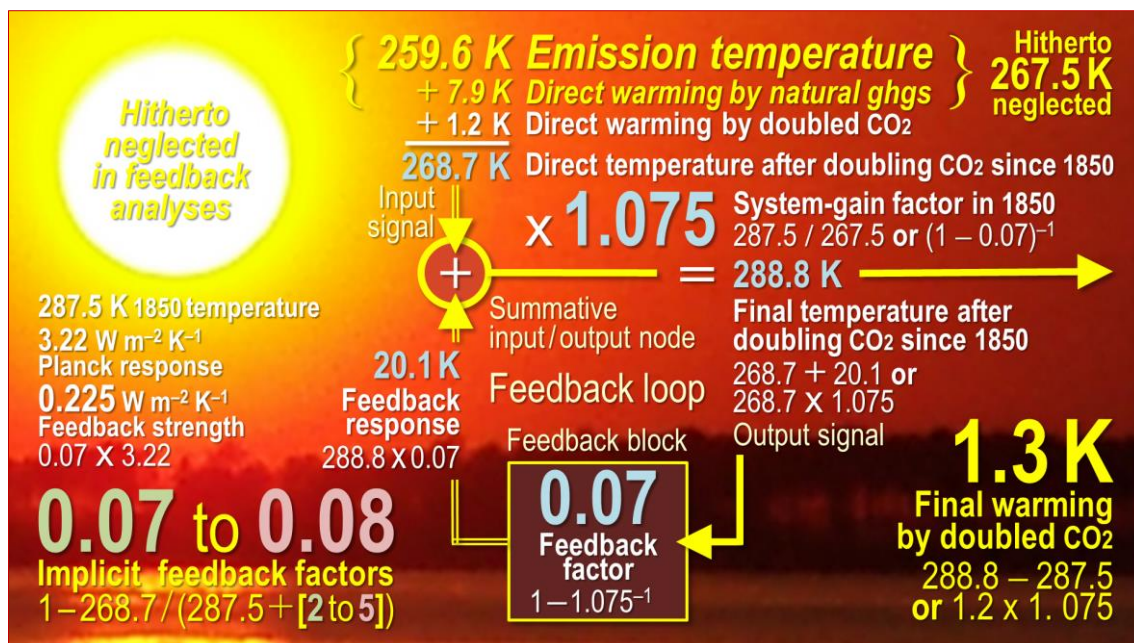 Hitherto
neglected
in feedback
analyses
{ 259.6 K Emission temperature }
+ 7.9 K Direct warming by natural ghgs
Hitherto
267.5 K
neglected
+ 1.2 K Direct warming by doubled CO₂
268.7 K Direct temperature after doubling CO₂ since 1850
Input
signal
x 1.075
System-gain factor in 1850
287.5 / 267.5 or (1 – 0.07)⁻¹
+
= 288.8 K
Summative
input/output node
Final temperature after
doubling CO₂ since 1850
268.7 + 20.1 or
268.7 x 1.075
Output signal
287.5 K 1850 temperature
3.22 W m⁻² K⁻¹
Planck response
0.225 W m⁻² K⁻¹
Feedback strength
0.07 x 3.22
20.1 K
Feedback
response
288.8 x 0.07
Feedback loop
Feedback block
0.07
Feedback
factor
1–1.075⁻¹
0.07 to 0.08
Implicit feedback factors
1–268.7/(287.5+[2 to 5])
1.3 K
Final warming
by doubled CO₂
288.8 – 287.5
or 1.2 x 1. 075